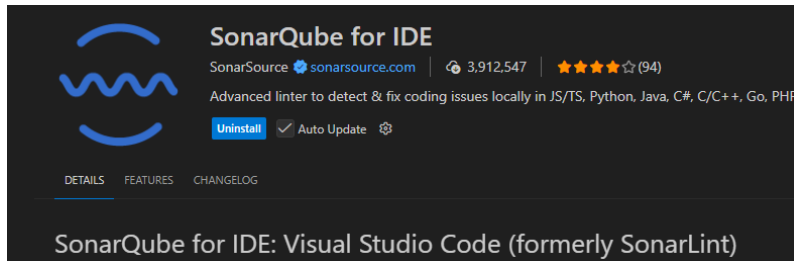 SonarQube for IDE
SonarSource sonarsource.com 3,912,547 (94)
Advanced linter to detect & fix coding issues locally in JS/TS, Python, Java, C#, C/C++, Go, PHP
Uninstall Auto Update
DETAILS FEATURES CHANGELOG
SonarQube for IDE: Visual Studio Code (formerly SonarLint)